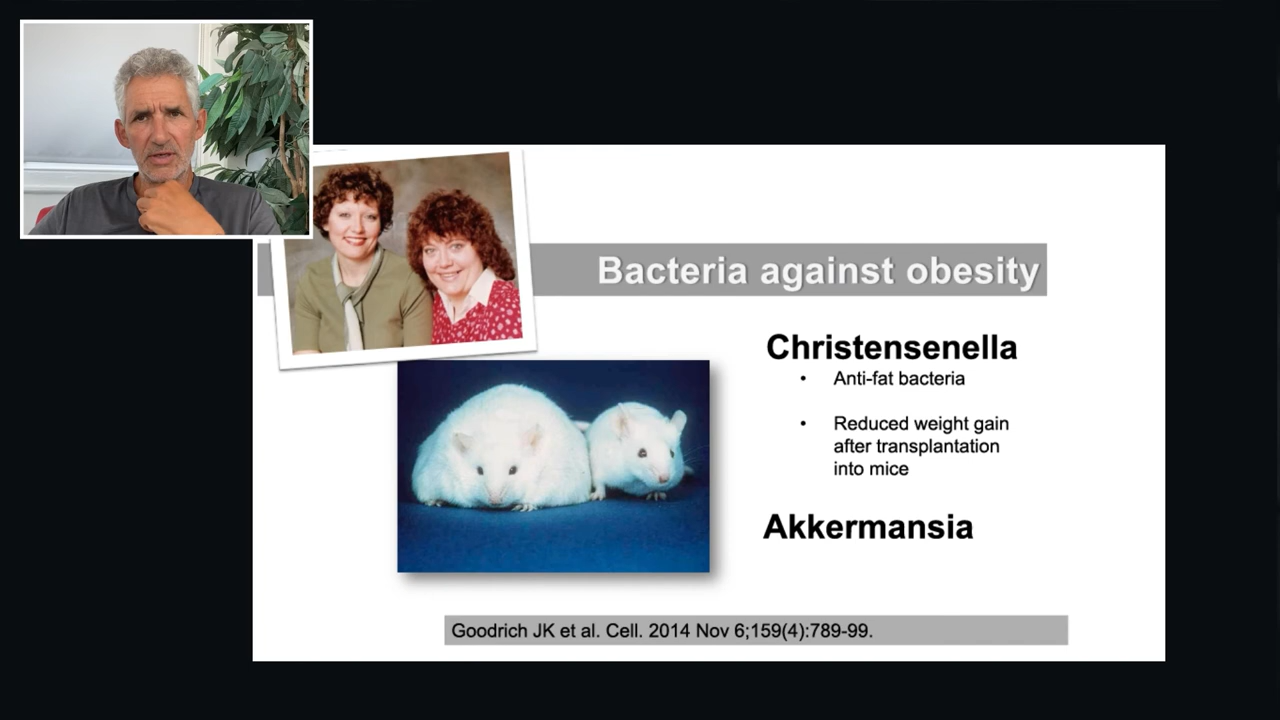 Bacteria against obesity
Christensenella
• Anti-fat bacteria
• Reduced weight gain
after transplantation
into mice
Akkermansia
Goodrich JK et al. Cell. 2014 Nov 6;159(4):789-99.